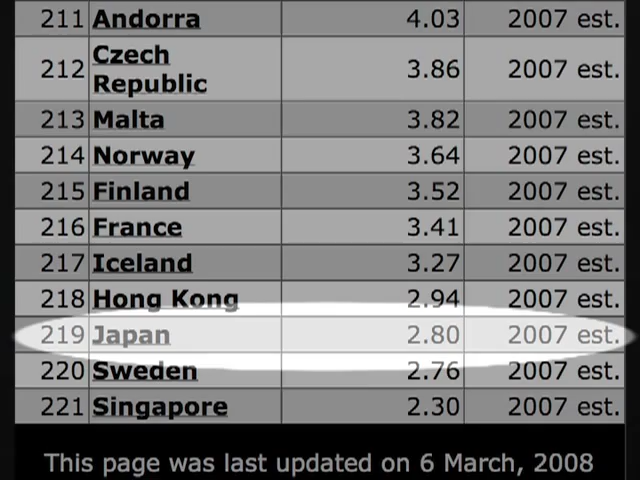 211 Andorra 4.03 2007 est.
212 Czech Republic 3.86 2007 est.
213 Malta 3.82 2007 est.
214 Norway 3.64 2007 est.
215 Finland 3.52 2007 est.
216 France 3.41 2007 est.
217 Iceland 3.27 2007 est.
218 Hong Kong 2.94 2007 est.
219 Japan 2.80 2007 est.
220 Sweden 2.76 2007 est.
221 Singapore 2.30 2007 est.
This page was last updated on 6 March, 2008